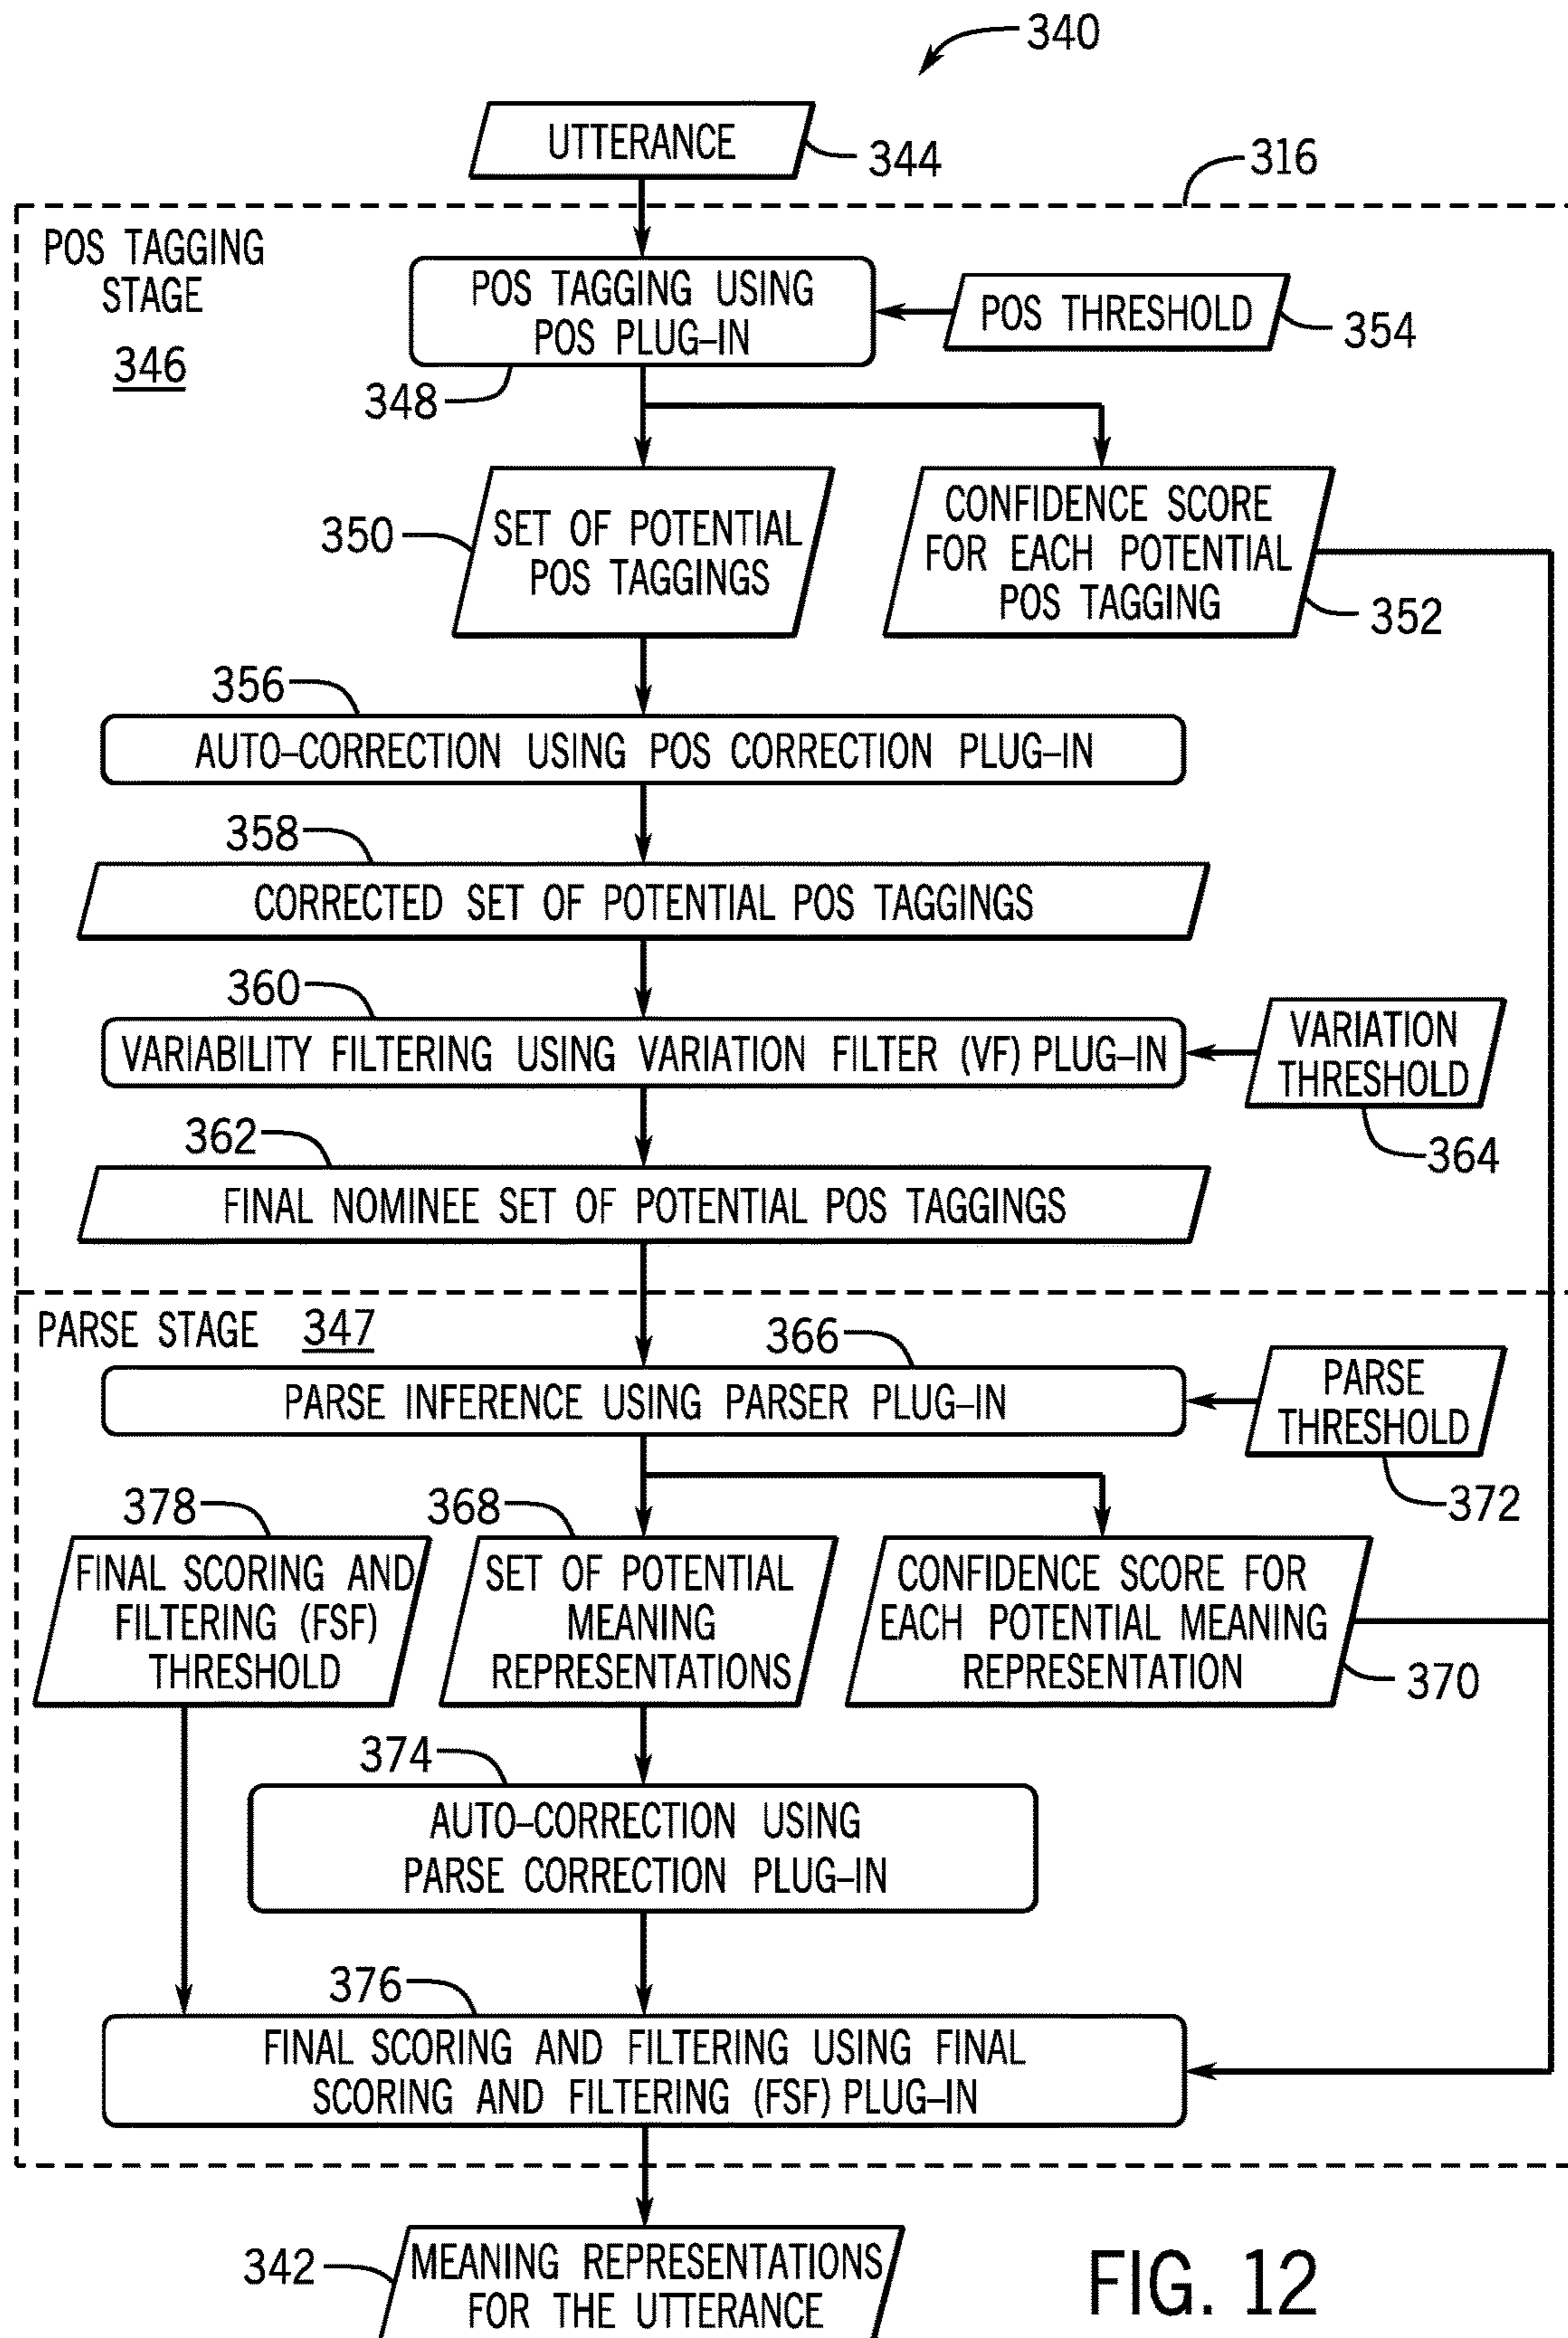 340
UTTERANCE
344
316
POS TAGGING
STAGE
346
POS TAGGING USING
POS PLUG–IN
348
POS THRESHOLD
354
350
SET OF POTENTIAL
POS TAGGINGS
CONFIDENCE SCORE
FOR EACH POTENTIAL
POS TAGGING
352
356
AUTO–CORRECTION USING POS CORRECTION PLUG–IN
358
CORRECTED SET OF POTENTIAL POS TAGGINGS
360
VARIABILITY FILTERING USING VARIATION FILTER (VF) PLUG–IN
VARIATION
THRESHOLD
364
362
FINAL NOMINEE SET OF POTENTIAL POS TAGGINGS
PARSE STAGE 347
366
PARSE INFERENCE USING PARSER PLUG–IN
PARSE
THRESHOLD
372
378
FINAL SCORING AND
FILTERING (FSF)
THRESHOLD
368
SET OF POTENTIAL
MEANING
REPRESENTATIONS
CONFIDENCE SCORE FOR
EACH POTENTIAL MEANING
REPRESENTATION
370
374
AUTO–CORRECTION USING
PARSE CORRECTION PLUG–IN
376
FINAL SCORING AND FILTERING USING FINAL
SCORING AND FILTERING (FSF) PLUG–IN
342
MEANING REPRESENTATIONS
FOR THE UTTERANCE
FIG. 12